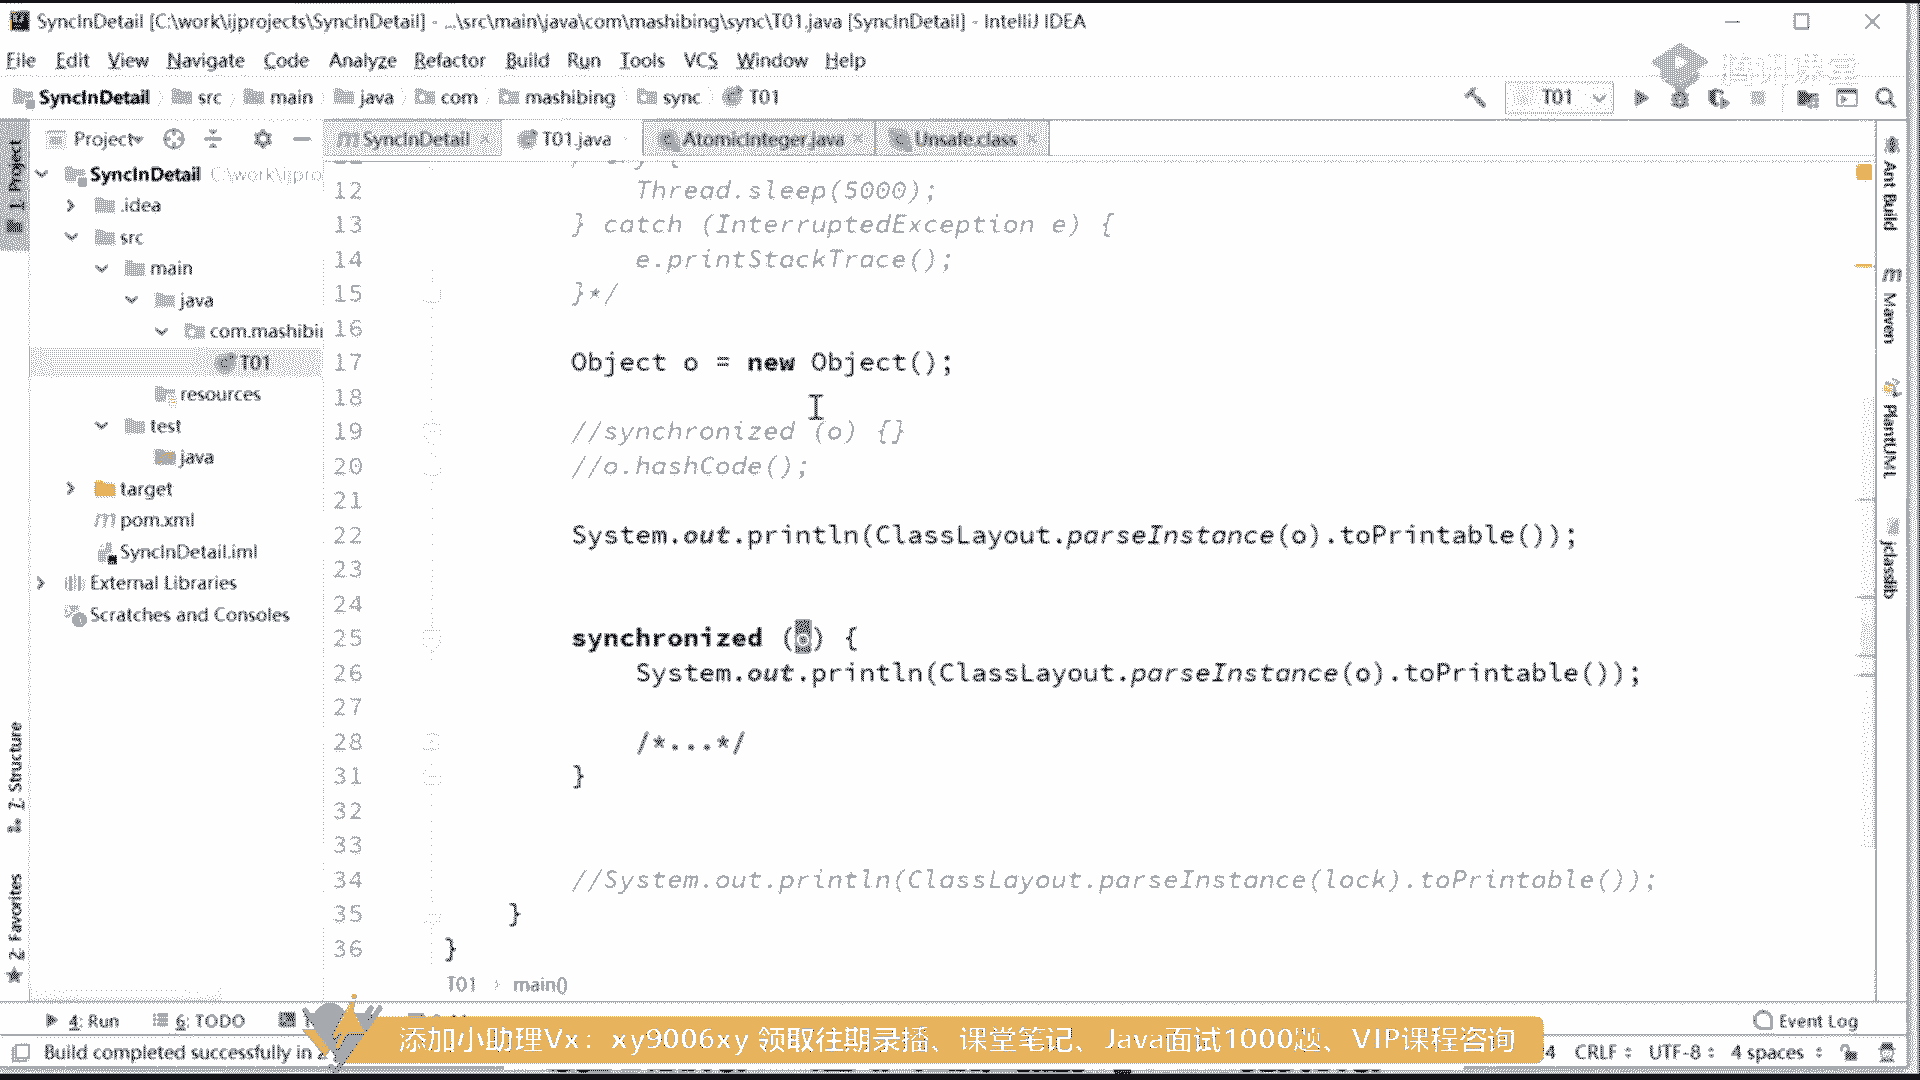 SyncInDetail [C:\work\ijprojects\SyncInDetail] - ...\src\main\java\com\mashibing\sync\T01.java [SyncInDetail] - IntelliJ IDEA
File Edit View Navigate Code Analyze Refactor Build Run Tools VCS Window Help
腾讯课堂
SyncInDetail src main java com mashibing sync T01
T01
Project
SyncInDetail T01.java AtomicInteger.java Unsafe.class
1: Project
SyncInDetail C:\work\ijpro
.idea
src
main
java
com.mashibin
T01
resources
test
java
target
pom.xml
SyncInDetail.iml
External Libraries
Scratches and Consoles
7: Structure
2: Favorites
12 Thread.sleep(5000);
13 } catch (InterruptedException e) {
14 e.printStackTrace();
15 }*/
16
17 Object o = new Object();
18
19 //synchronized (o) {}
20 //o.hashCode();
21
22 System.out.println(ClassLayout.parseInstance(o).toPrintable());
23
24
25 synchronized (o) {
26 System.out.println(ClassLayout.parseInstance(o).toPrintable());
27
28 /*...*/
31 }
32
33
34 //System.out.println(ClassLayout.parseInstance(lock).toPrintable());
35 }
36 }
T01 › main()
Ant Build
Maven
PlantUML
jclasslib
4: Run 6: TODO
Event Log
Build completed successfully in
添加小助理Vx：xy9006xy 领取往期录播、课堂笔记、Java面试1000题、VIP课程咨询
4 CRLF UTF-8 4 spaces